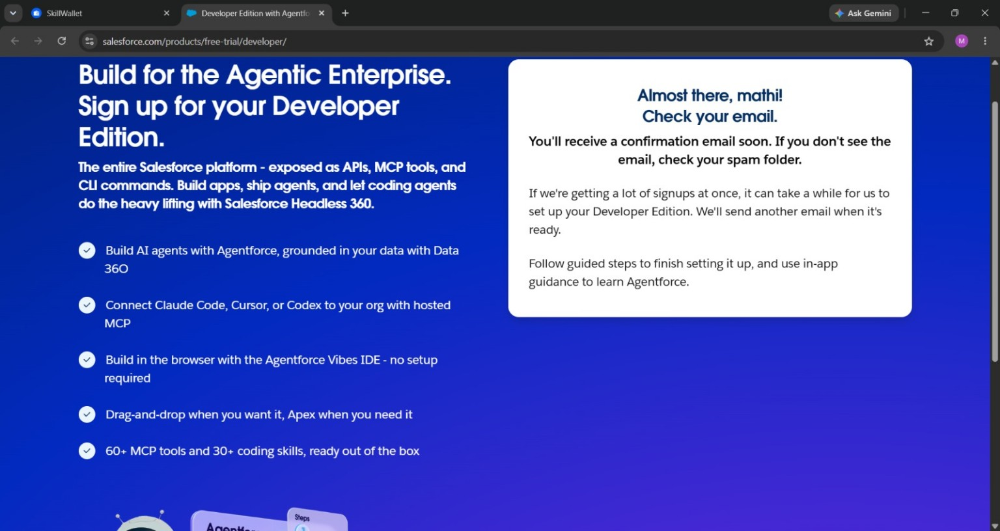 SkillWallet
Developer Edition with Agentfo
Ask Gemini
salesforce.com/products/free-trial/developer/
M
Build for the Agentic Enterprise.
Sign up for your Developer
Edition.
The entire Salesforce platform - exposed as APIs, MCP tools, and
CLI commands. Build apps, ship agents, and let coding agents
do the heavy lifting with Salesforce Headless 360.
Build AI agents with Agentforce, grounded in your data with Data
360
Connect Claude Code, Cursor, or Codex to your org with hosted
MCP
Build in the browser with the Agentforce Vibes IDE - no setup
required
Drag-and-drop when you want it, Apex when you need it
60+ MCP tools and 30+ coding skills, ready out of the box
Almost there, mathi!
Check your email.
You'll receive a confirmation email soon. If you don't see the
email, check your spam folder.
If we're getting a lot of signups at once, it can take a while for us to
set up your Developer Edition. We'll send another email when it's
ready.
Follow guided steps to finish setting it up, and use in-app
guidance to learn Agentforce.
Steps